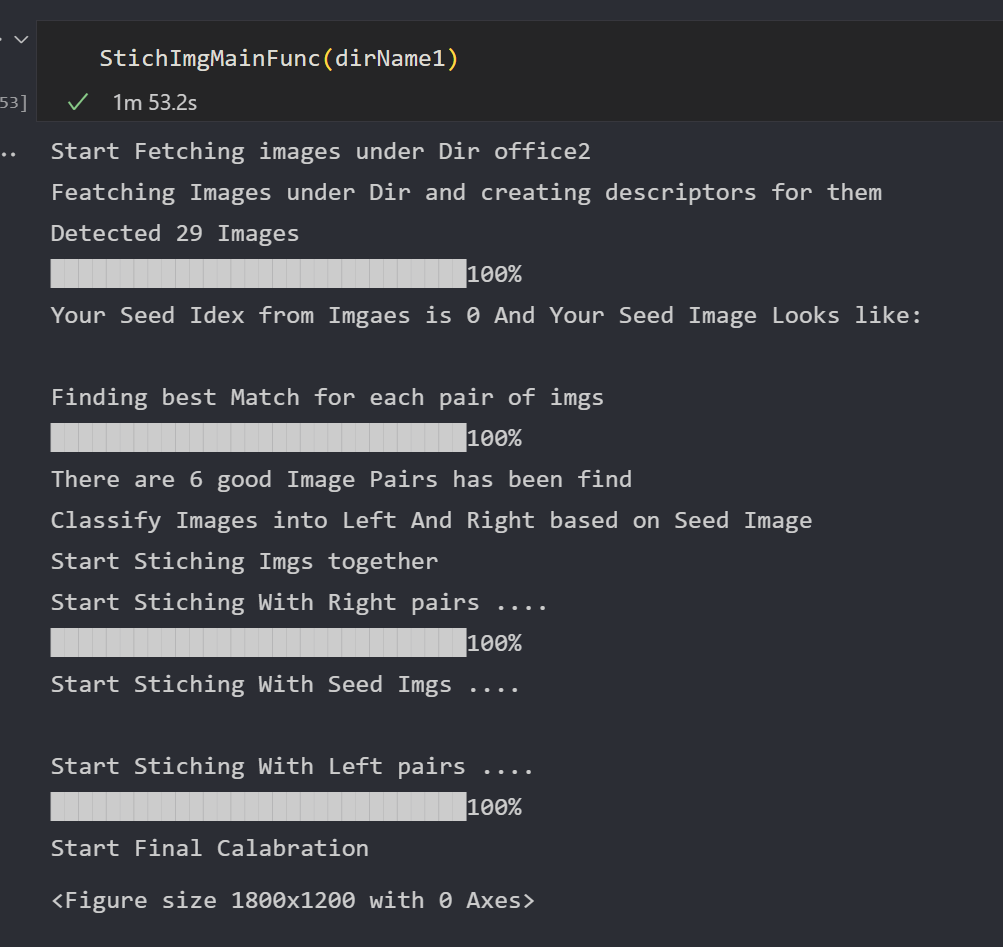 StichImgMainFunc(dirName1)
53]
1m 53.2s
Start Fetching images under Dir office2
Featching Images under Dir and creating descriptors for them
Detected 29 Images
100%
Your Seed Idex from Imgaes is 0 And Your Seed Image Looks like:
Finding best Match for each pair of imgs
100%
There are 6 good Image Pairs has been find
Classify Images into Left And Right based on Seed Image
Start Stiching Imgs together
Start Stiching With Right pairs ....
100%
Start Stiching With Seed Imgs ....
Start Stiching With Left pairs ....
100%
Start Final Calabration
<Figure size 1800x1200 with 0 Axes>